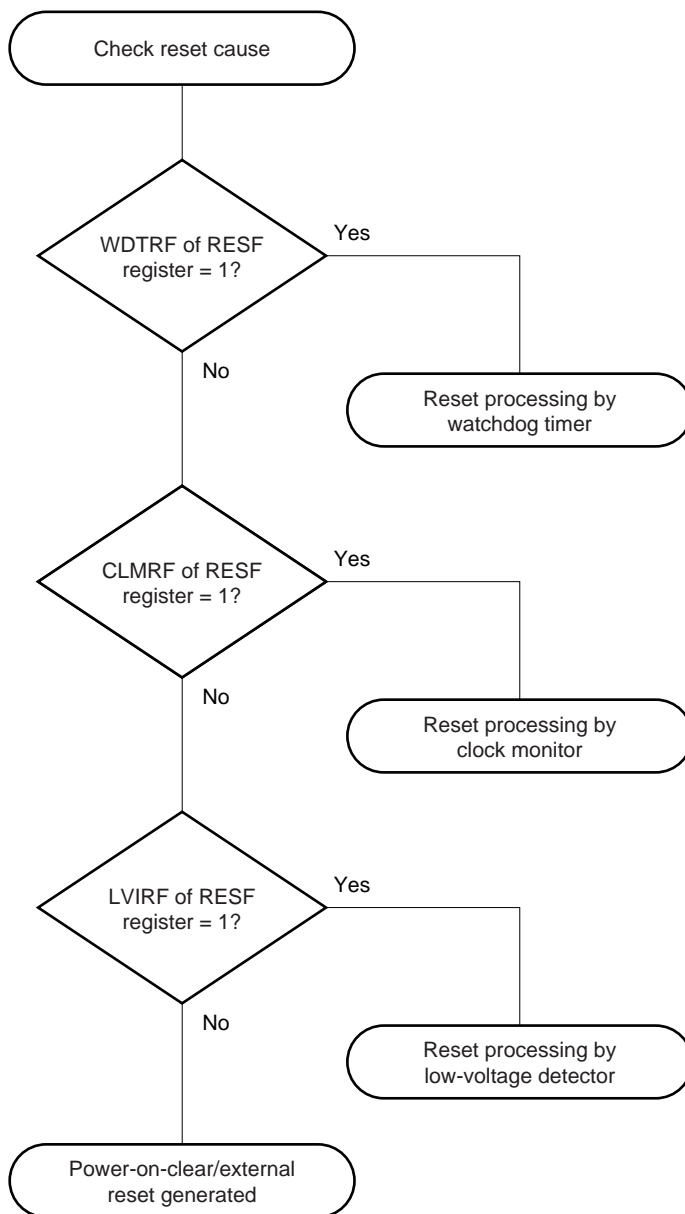 Check reset cause
WDTRF of RESF
register = 1?
Yes
No
Reset processing by
watchdog timer
CLMRF of RESF
register = 1?
Yes
No
Reset processing by
clock monitor
LVIRF of RESF
register = 1?
Yes
No
Reset processing by
low-voltage detector
Power-on-clear/external
reset generated